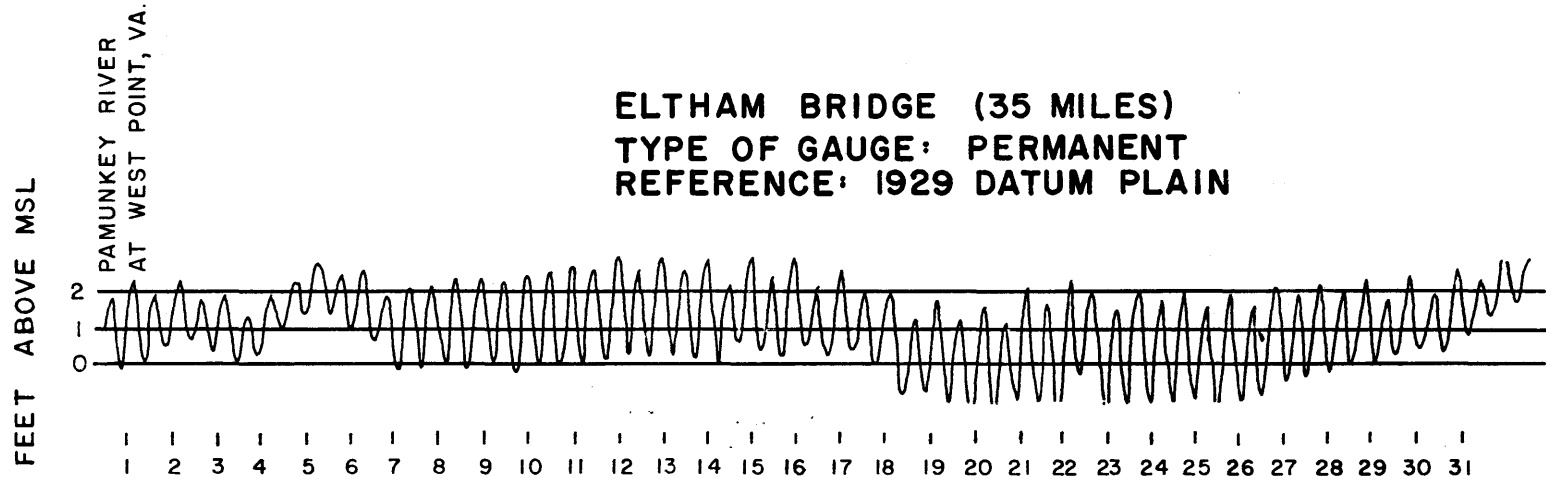 PAMUNKEY RIVER
AT WEST POINT, VA.
ELTHAM BRIDGE (35 MILES)
TYPE OF GAUGE: PERMANENT
REFERENCE: 1929 DATUM PLAIN
FEET ABOVE MSL
2
1
0
1 2 3 4 5 6 7 8 9 10 11 12 13 14 15 16 17 18 19 20 21 22 23 24 25 26 27 28 29 30 31